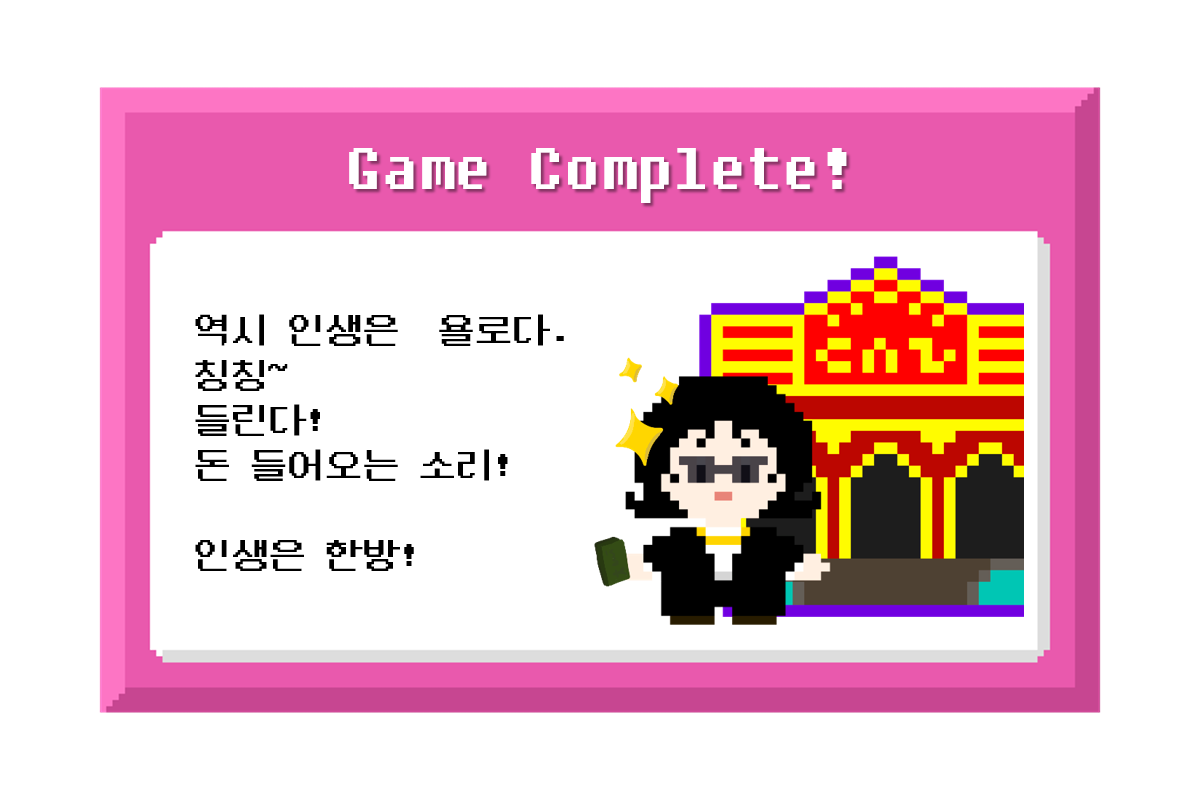 Game Complete!
역시 인생은  욜로다.
칭칭~
들린다!
돈 들어오는 소리!
인생은 한방!